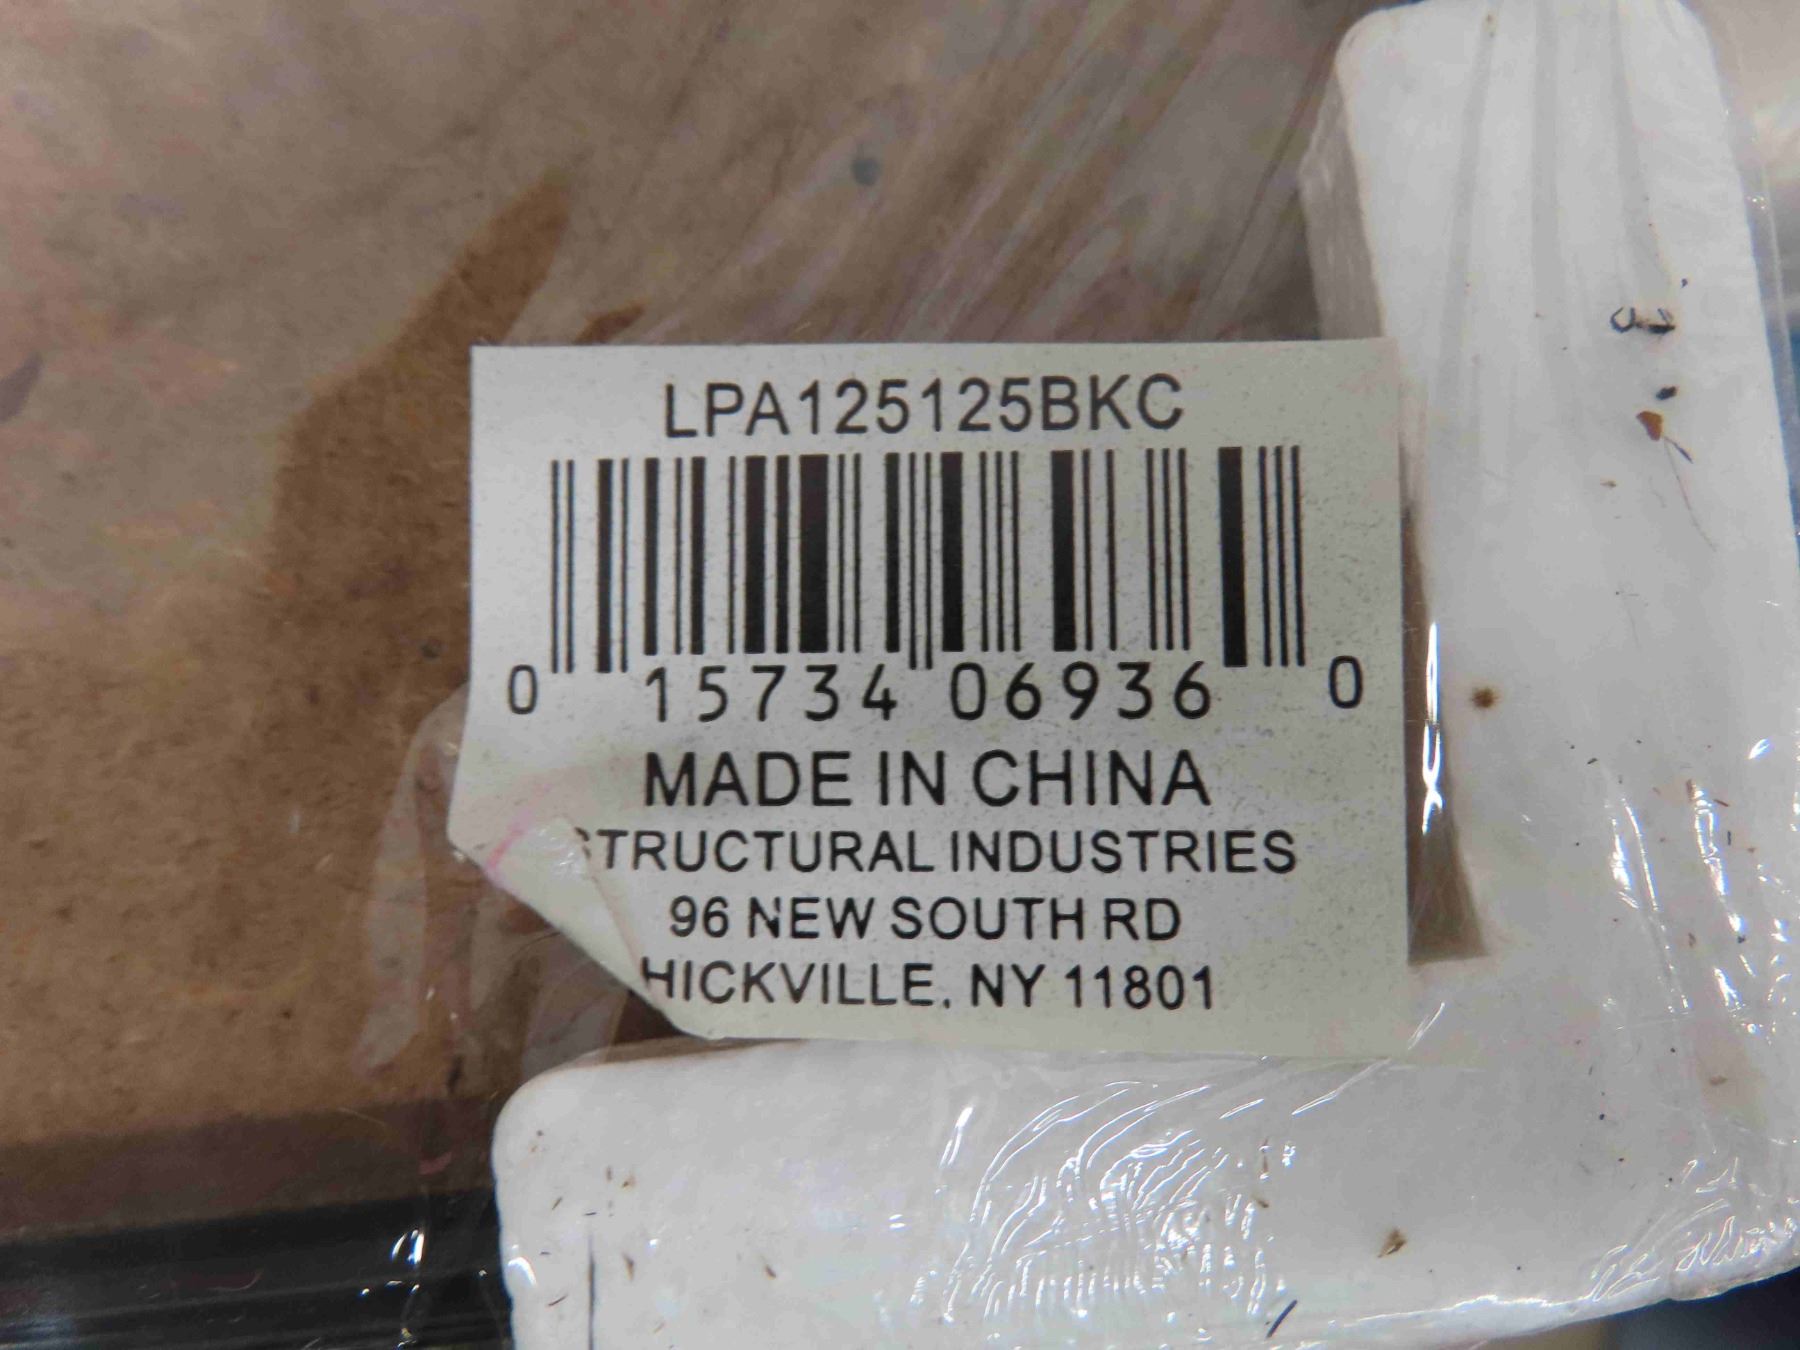 LPA125125BKC
0 15734 06936 0
MADE IN CHINA
STRUCTURAL INDUSTRIES
96 NEW SOUTH RD
HICKVILLE, NY 11801